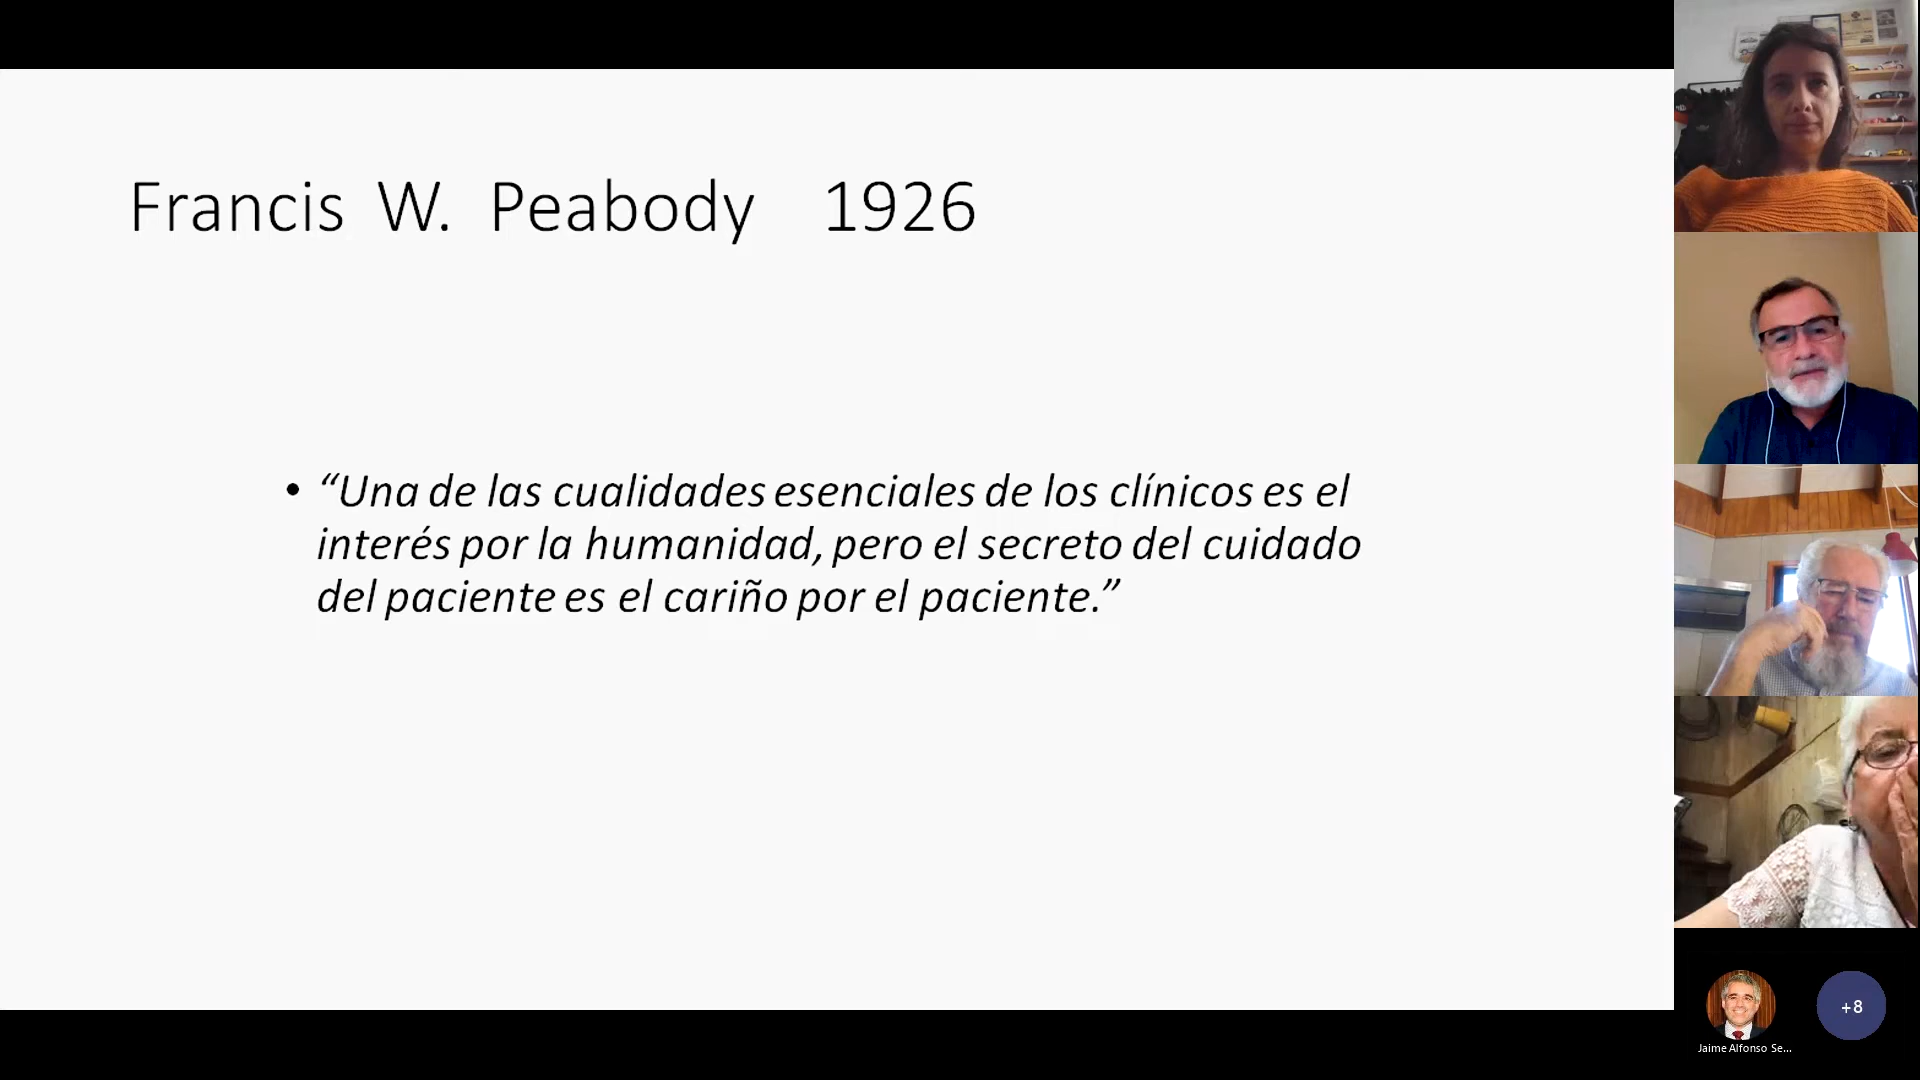 Francis W. Peabody 1926
• “Una de las cualidades esenciales de los clínicos es el
interés por la humanidad, pero el secreto del cuidado
del paciente es el cariño por el paciente.”
+8
Jaime Alfonso Se...